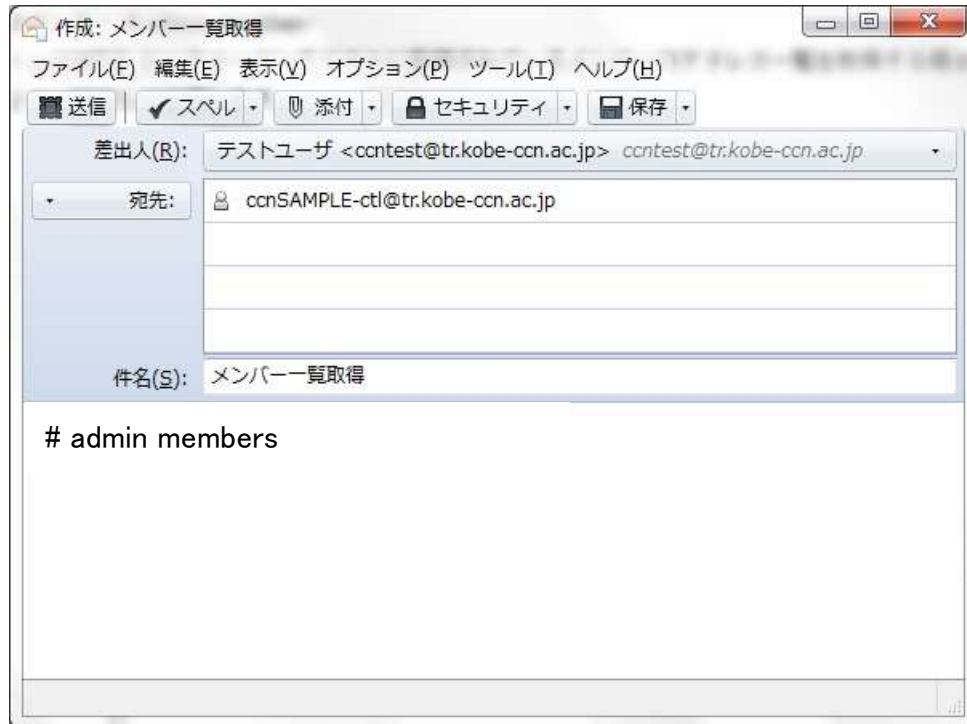 作成: メンバー一覧取得
ファイル(F) 編集(E) 表示(V) オプション(P) ツール(T) ヘルプ(H)
送信 スペル 添付 セキュリティ 保存
差出人(R): テストユーザ <ccntest@tr.kobe-ccn.ac.jp> ccntest@tr.kobe-ccn.ac.jp
宛先: ccnSAMPLE-ctl@tr.kobe-ccn.ac.jp
件名(S): メンバー一覧取得
# admin members